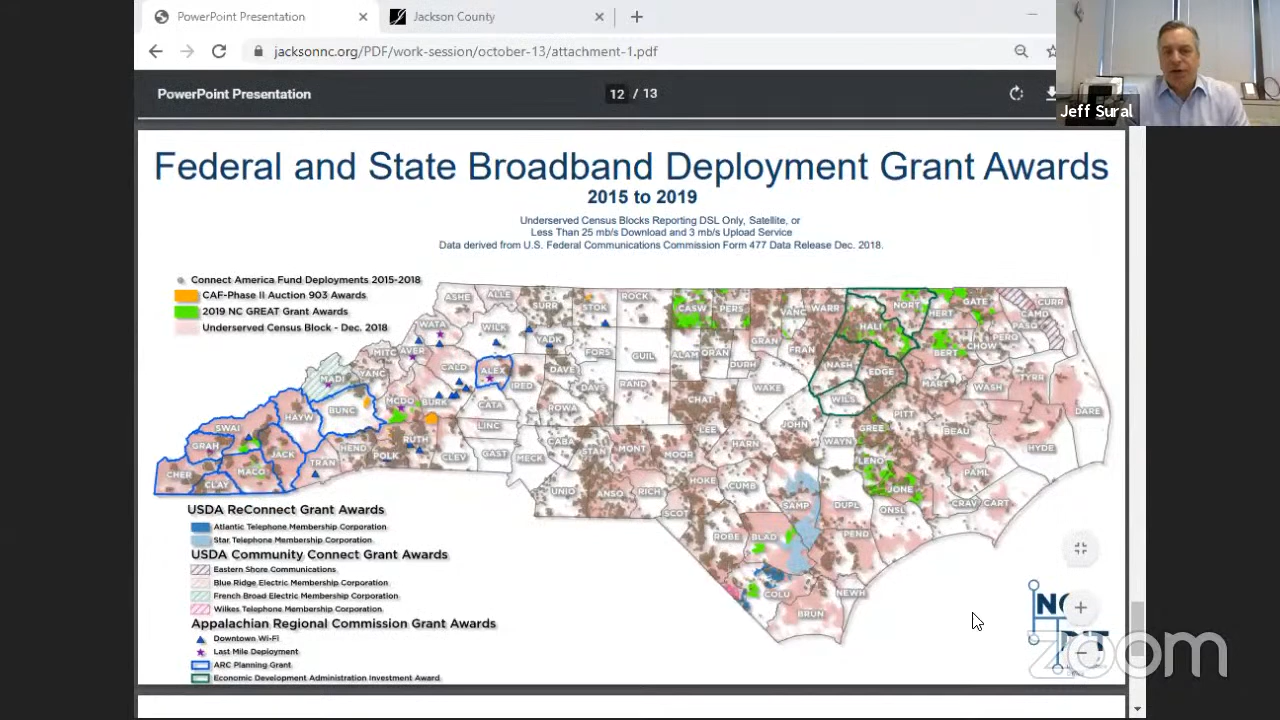 PowerPoint Presentation
Jackson County
jacksonnc.org/PDF/work-session/october-13/attachment-1.pdf
PowerPoint Presentation
12 / 13
Jeff Sural
Federal and State Broadband Deployment Grant Awards
2015 to 2019
Underserved Census Blocks Reporting DSL Only, Satellite, or
Less Than 25 mb/s Download and 3 mb/s Upload Service
Data derived from U.S. Federal Communications Commission Form 477 Data Release Dec. 2018.
Connect America Fund Deployments 2015-2018
CAF-Phase II Auction 903 Awards
2019 NC GREAT Grant Awards
Underserved Census Block - Dec. 2018
ASHE ALLE SURR STOK ROCK CASW PERS VANC WARR NORT GATE CURR
HERT CAMD
PASQ
WATA WILK YADK HALI PERQ
MITC AVER FORS GUIL ALAM ORAN DURH GRAN FRAN BERT CHOW
MADI YANC CALD ALEX IREDELL DAVE NASH EDGE TYRR
BUNC MCDO BURK CATA DAVS RAND CHAT WAKE WILS MART WASH DARE
HAYW ROWA PITT
SWAI RUTH LINC LEE JOHN GREE BEAU
GRAH JACK HEND CABA STAN MONT MOOR HARN WAYN HYDE
CHER MACO TRAN POLK CLEV GAST MECK LENO PAML
CLAY UNIO ANSO RICH HOKE CUMB SAMP DUPL JONE CRAV CART
SCOT ONSL
ROBE BLAD PEND
COLU NEWH
BRUN
USDA ReConnect Grant Awards
Atlantic Telephone Membership Corporation
Star Telephone Membership Corporation
USDA Community Connect Grant Awards
Eastern Shore Communications
Blue Ridge Electric Membership Corporation
French Broad Electric Membership Corporation
Wilkes Telephone Membership Corporation
Appalachian Regional Commission Grant Awards
Downtown Wi-Fi
Last Mile Deployment
ARC Planning Grant
Economic Development Administration Investment Award
zoom